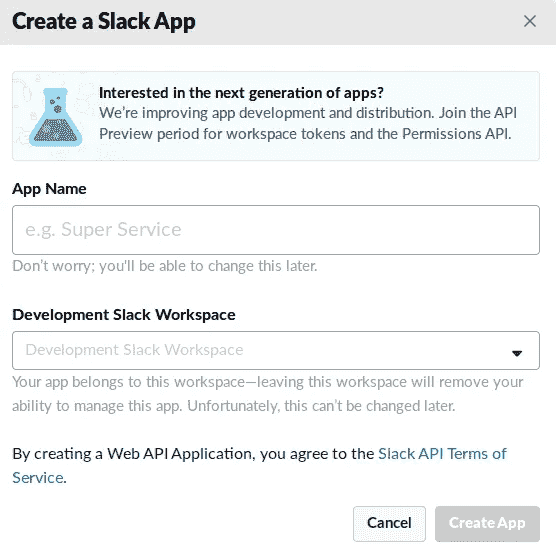 Create a Slack App
Interested in the next generation of apps?
We’re improving app development and distribution. Join the API
Preview period for workspace tokens and the Permissions API.
App Name
e.g. Super Service
Don’t worry; you’ll be able to change this later.
Development Slack Workspace
Development Slack Workspace
Your app belongs to this workspace—leaving this workspace will remove your
ability to manage this app. Unfortunately, this can’t be changed later.
By creating a Web API Application, you agree to the Slack API Terms of
Service.
Cancel
Create App